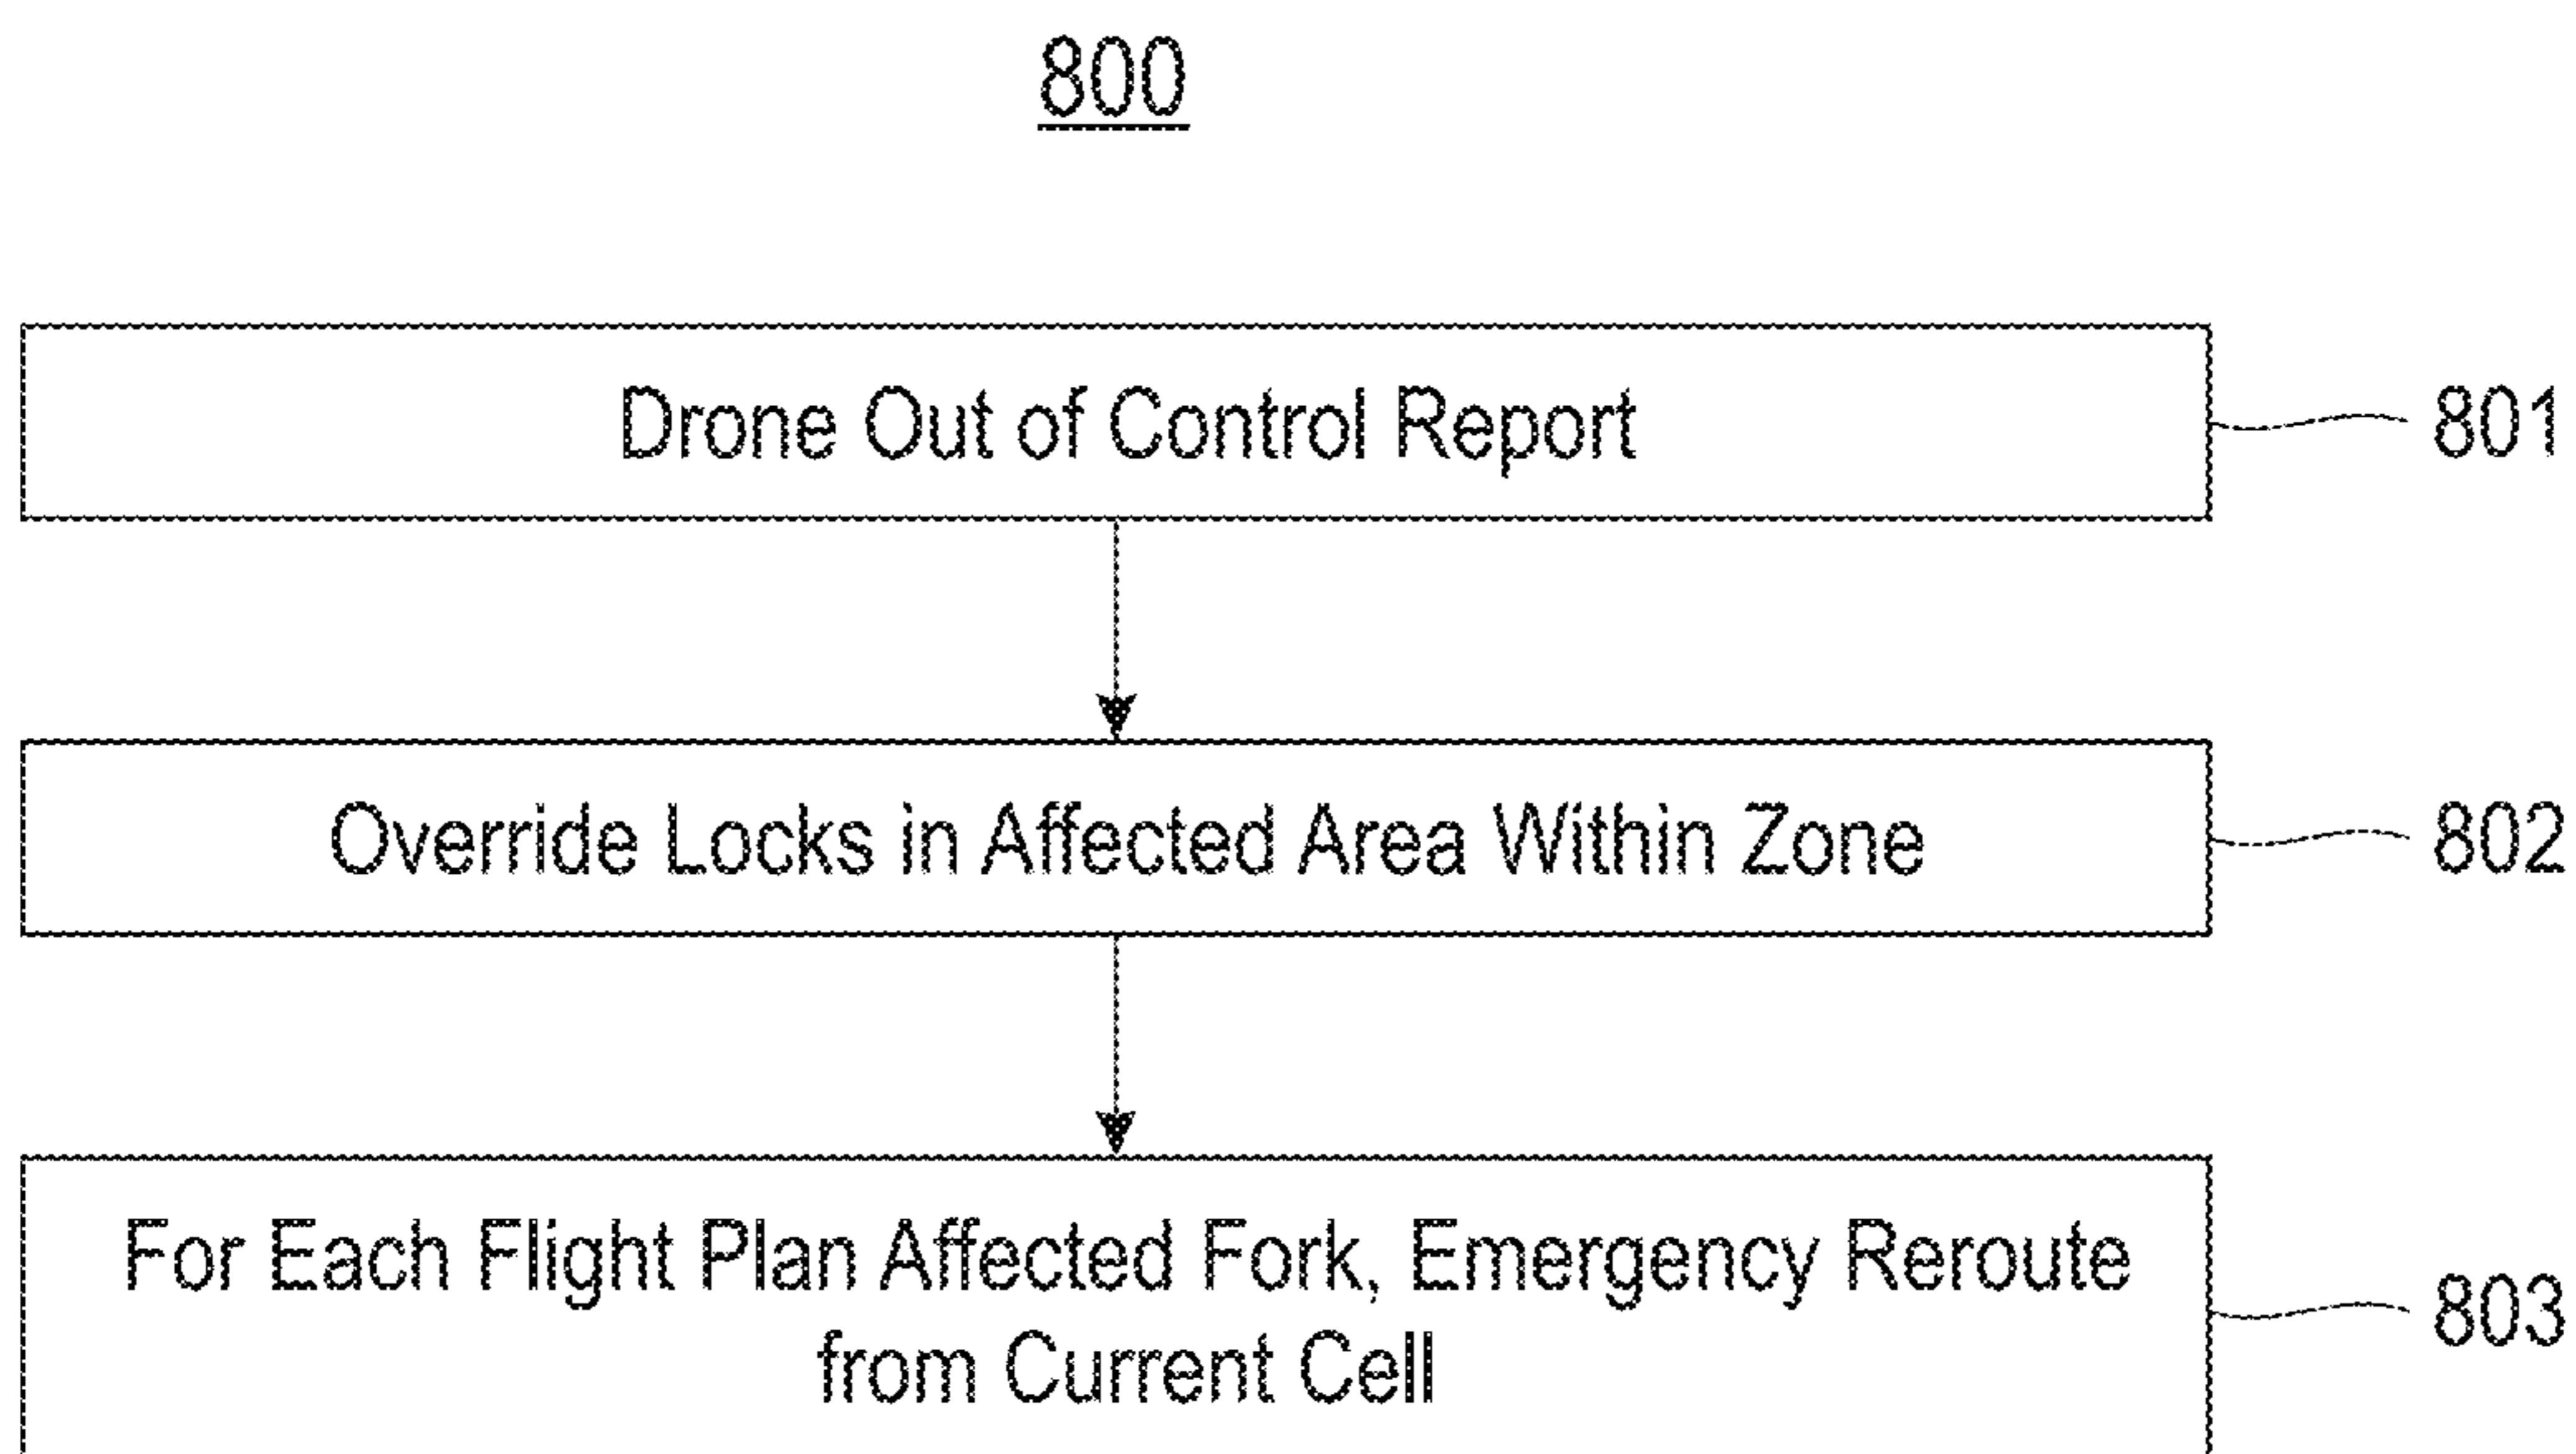 800
Drone Out of Control Report
801
Override Locks in Affected Area Within Zone
802
For Each Flight Plan Affected Fork, Emergency Reroute
from Current Cell
803